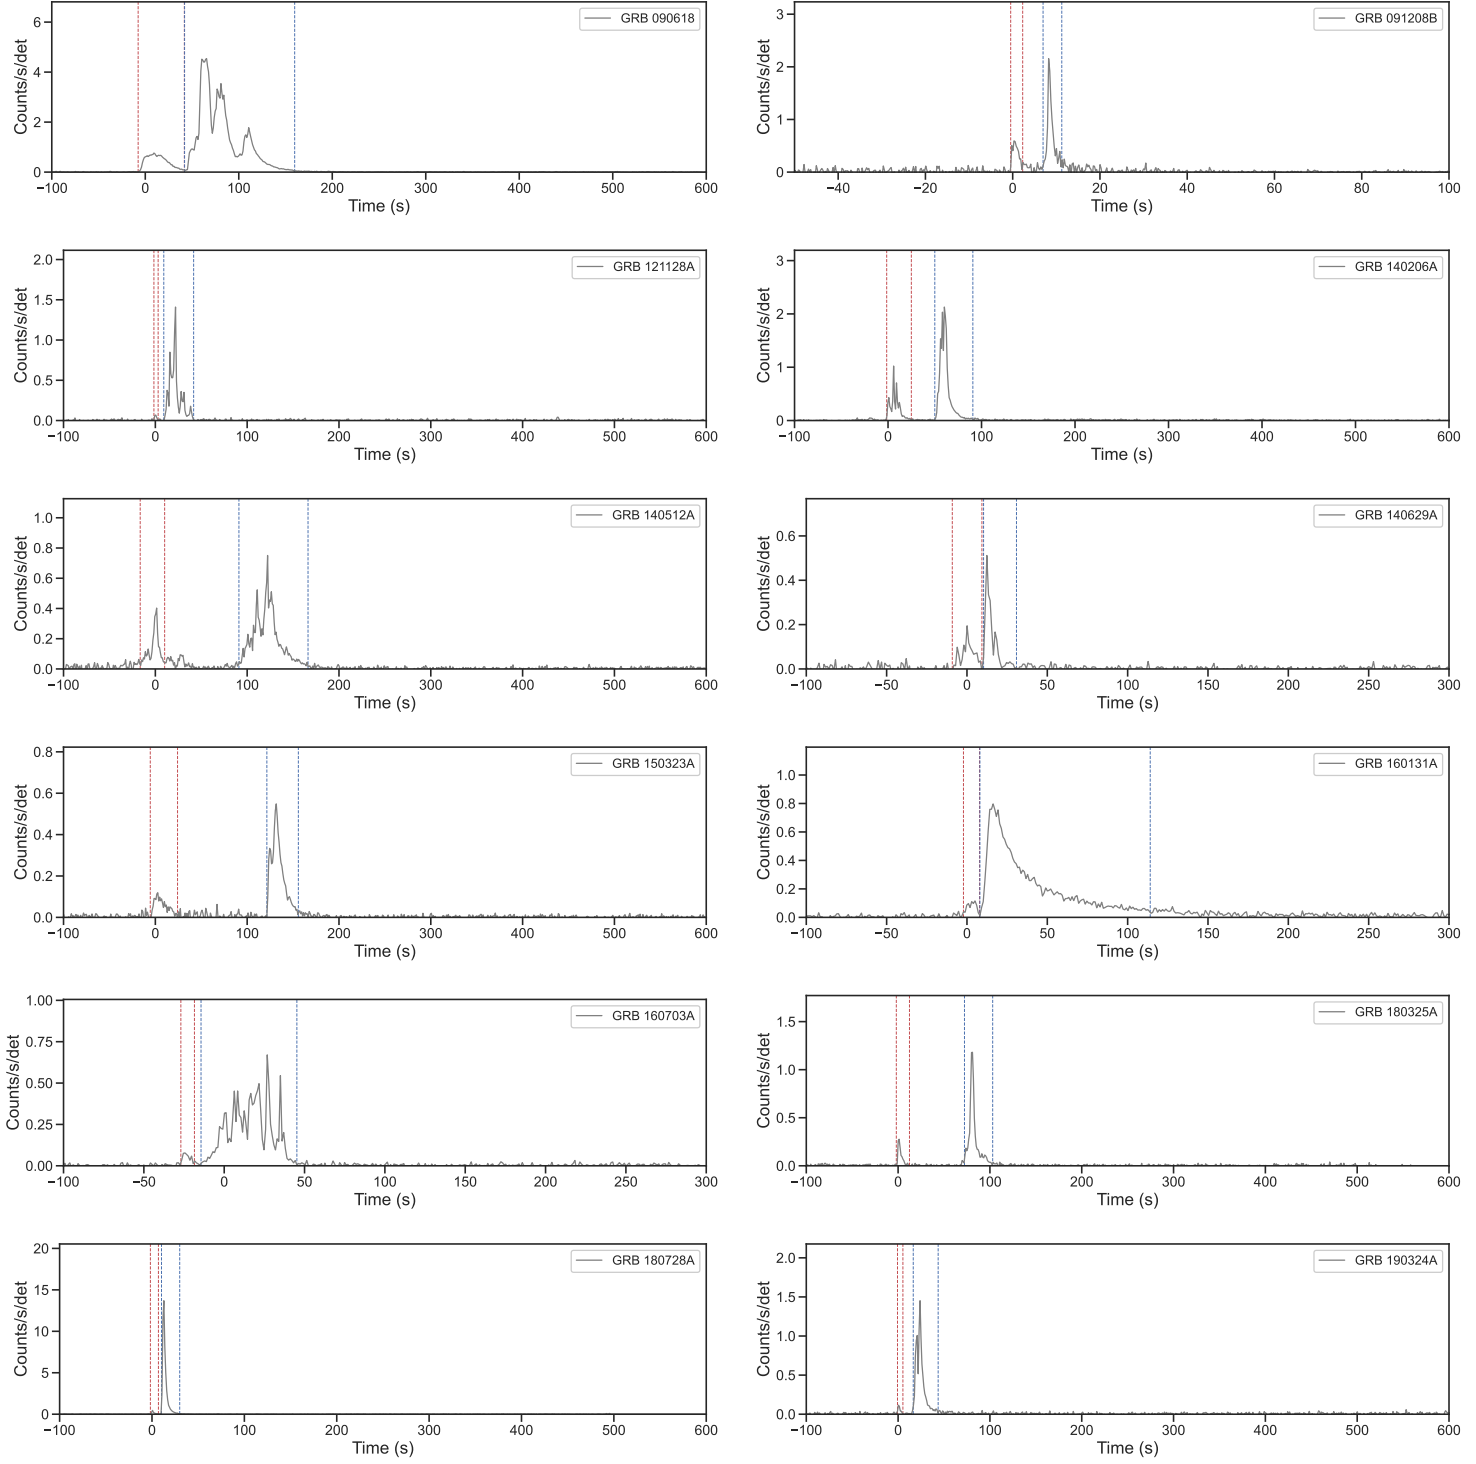 GRB 090618
Counts/s/det
6
4
2
0
−100 0 100 200 300 400 500 600
Time (s)
GRB 091208B
Counts/s/det
3
2
1
0
−40 −20 0 20 40 60 80 100
Time (s)
GRB 121128A
Counts/s/det
2.0
1.5
1.0
0.5
0.0
−100 0 100 200 300 400 500 600
Time (s)
GRB 140206A
Counts/s/det
3
2
1
0
−100 0 100 200 300 400 500 600
Time (s)
GRB 140512A
Counts/s/det
1.0
0.8
0.6
0.4
0.2
0.0
−100 0 100 200 300 400 500 600
Time (s)
GRB 140629A
Counts/s/det
0.6
0.4
0.2
0.0
−100 −50 0 50 100 150 200 250 300
Time (s)
GRB 150323A
Counts/s/det
0.8
0.6
0.4
0.2
0.0
−100 0 100 200 300 400 500 600
Time (s)
GRB 160131A
Counts/s/det
1.0
0.8
0.6
0.4
0.2
0.0
−100 −50 0 50 100 150 200 250 300
Time (s)
GRB 160703A
Counts/s/det
1.00
0.75
0.50
0.25
0.00
−100 −50 0 50 100 150 200 250 300
Time (s)
GRB 180325A
Counts/s/det
1.5
1.0
0.5
0.0
−100 0 100 200 300 400 500 600
Time (s)
GRB 180728A
Counts/s/det
20
15
10
5
0
−100 0 100 200 300 400 500 600
Time (s)
GRB 190324A
Counts/s/det
2.0
1.5
1.0
0.5
0.0
−100 0 100 200 300 400 500 600
Time (s)